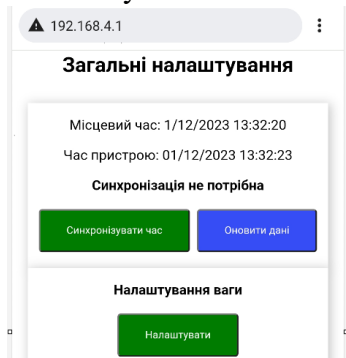 192.168.4.1
Загальні налаштування
Місцевий час: 1/12/2023 13:32:20
Час пристрою: 01/12/2023 13:32:23
Синхронізація не потрібна
Синхронізувати час
Оновити дані
Налаштування ваги
Налаштувати